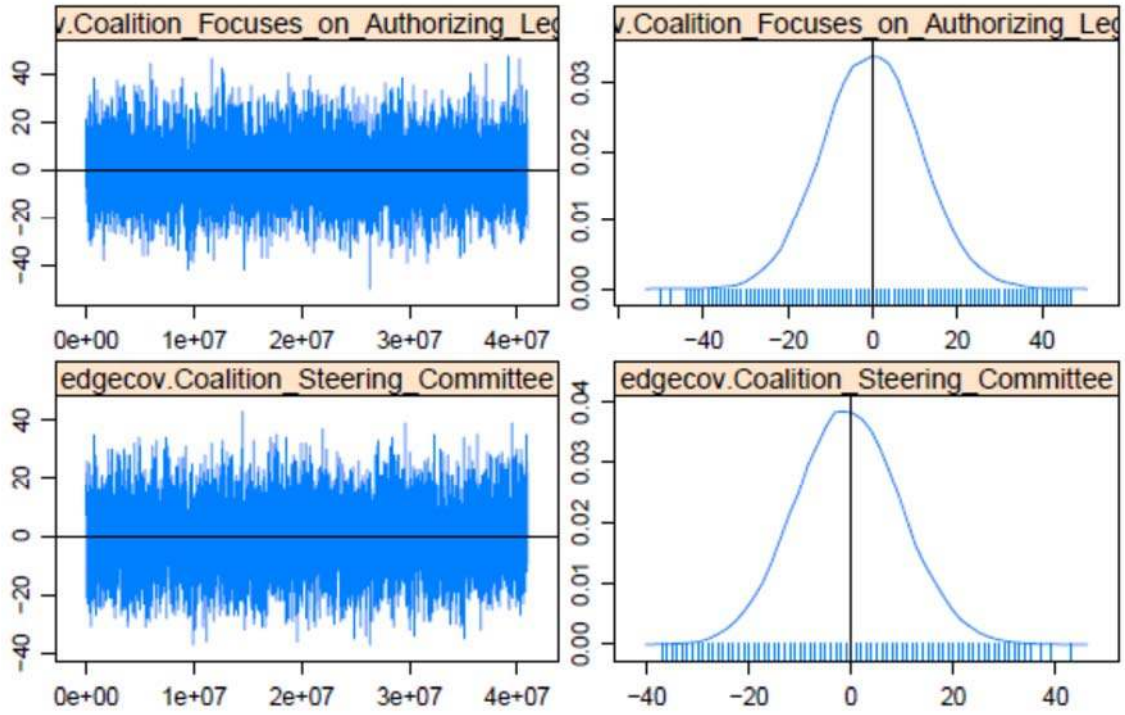 v.Coalition_Focuses_on_Authorizing_Leg
v.Coalition_Focuses_on_Authorizing_Leg
40
20
0
−20
−40
0e+00 1e+07 2e+07 3e+07 4e+07
0.03
0.02
0.01
0.00
−40 −20 0 20 40
edgecov.Coalition_Steering_Committee
edgecov.Coalition_Steering_Committee
40
20
0
−20
−40
0e+00 1e+07 2e+07 3e+07 4e+07
0.04
0.03
0.02
0.01
0.00
−40 −20 0 20 40